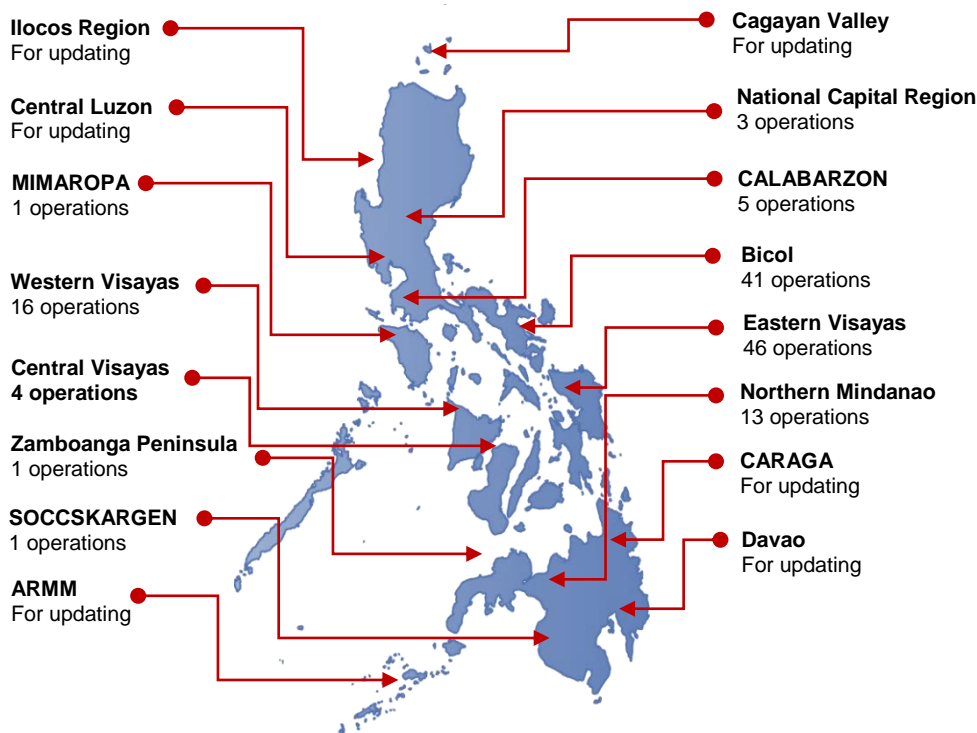 Ilocos Region
For updating
Central Luzon
For updating
MIMAROPA
1 operations
Western Visayas
16 operations
Central Visayas
4 operations
Zamboanga Peninsula
1 operations
SOCCSKARGEN
1 operations
ARMM
For updating
Cagayan Valley
For updating
National Capital Region
3 operations
CALABARZON
5 operations
Bicol
41 operations
Eastern Visayas
46 operations
Northern Mindanao
13 operations
CARAGA
For updating
Davao
For updating